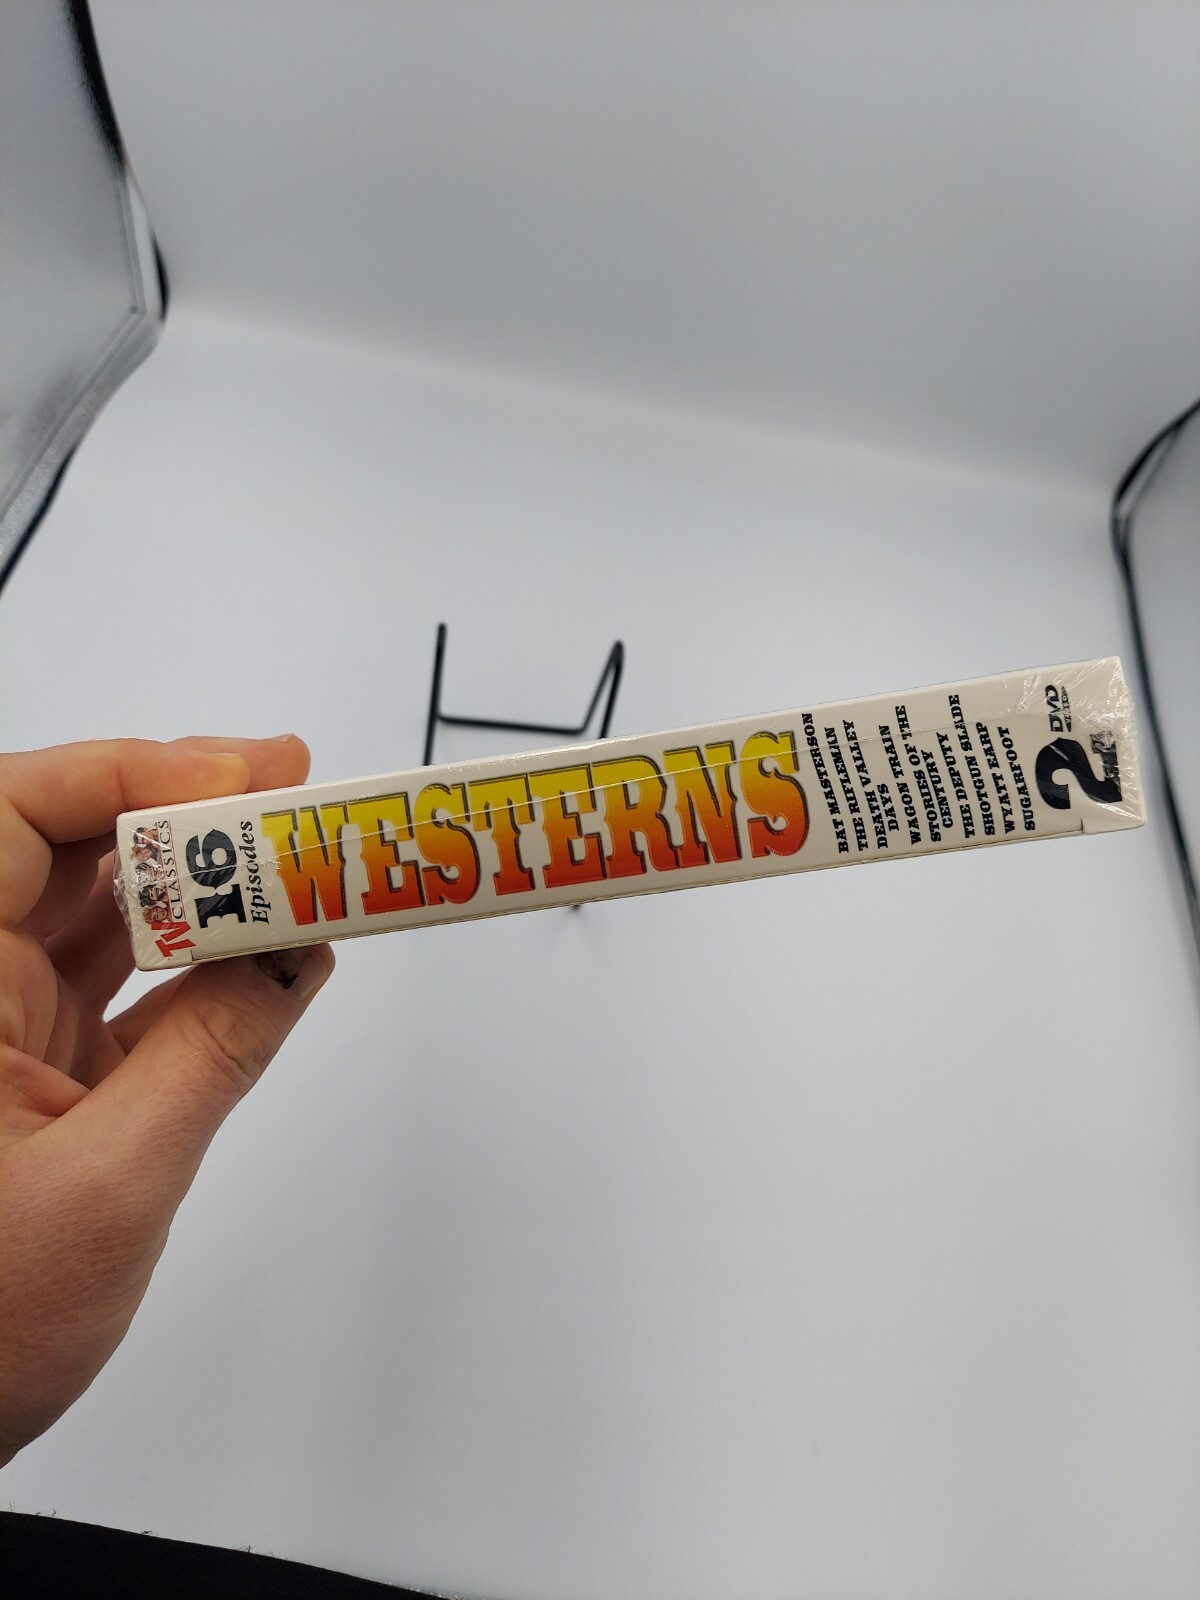 TV CLASSICS
16
Episodes
WESTERNS
BAT MASTERSON
THE RIFLEMAN
DEATH VALLEY
DAYS TRAIN
WAGON OF THE
STORIES
CENTURY
THE DEPUTY SLADE
SHOTGUN EARP
WYATT EARP
SUGARFOOT
2
DVD